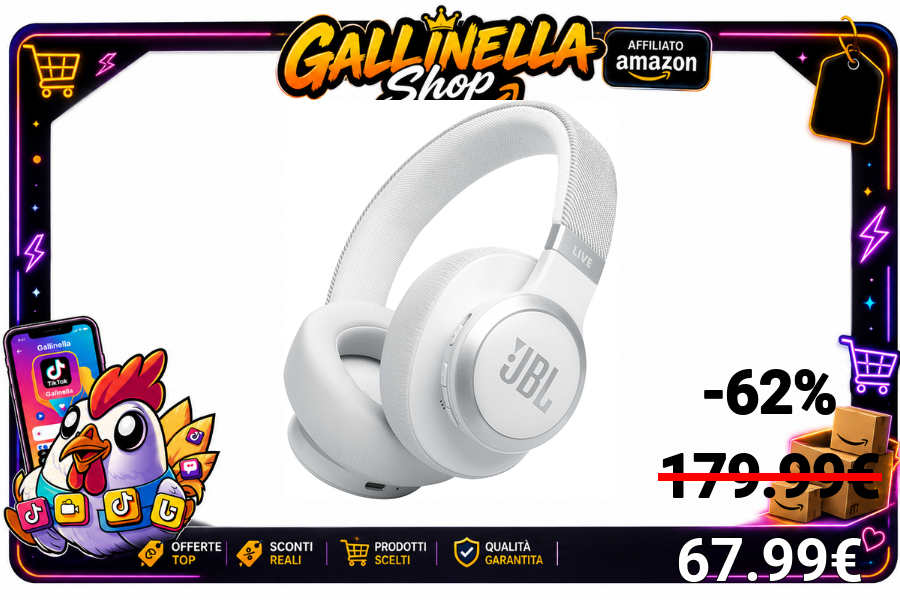 GALLINELLA
Shop
AFFILIATO
amazon
LIVE
JBL
Gallinella
TikTok
Gallinella
-62%
179.99€
67.99€
OFFERTE
TOP
SCONTI
REALI
PRODOTTI
SCELTI
QUALITÀ
GARANTITA